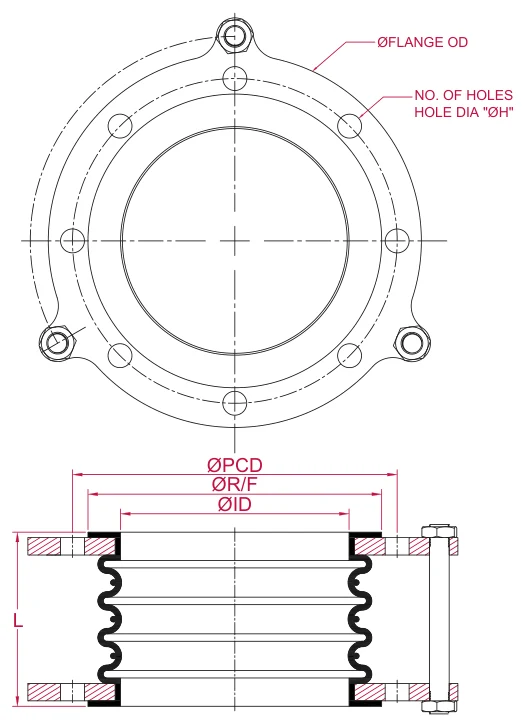 ØFLANGE OD
NO. OF HOLES
HOLE DIA "ØH"
ØPCD
ØR/F
ØID
L